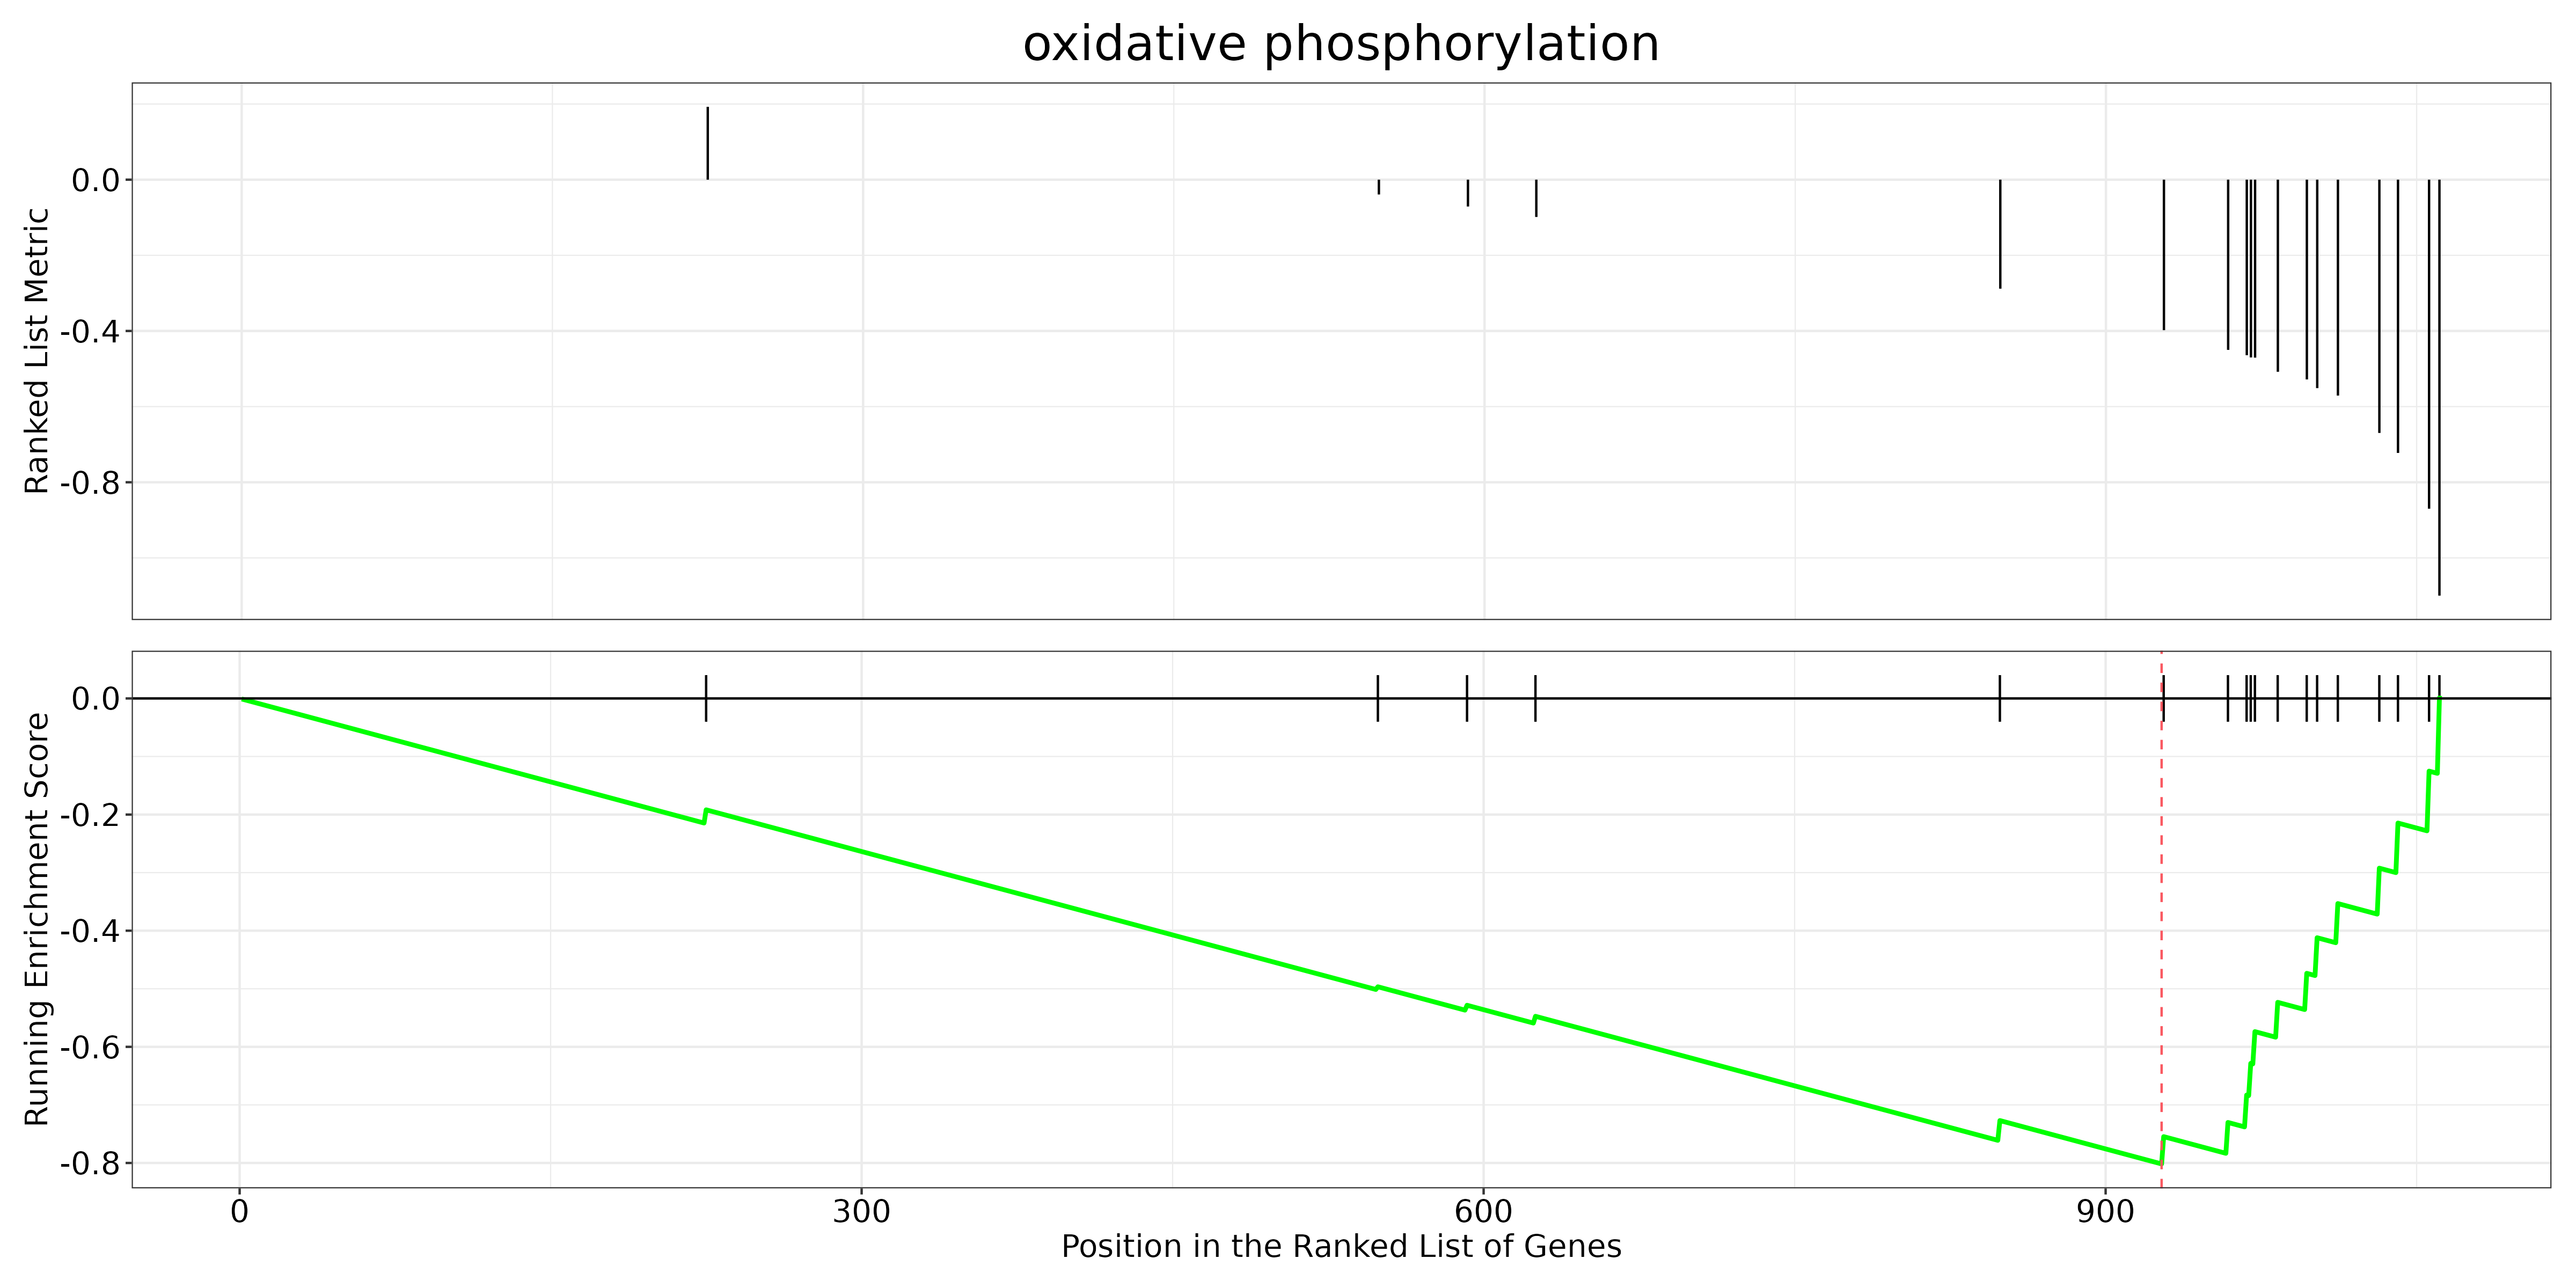 oxidative phosphorylation
Ranked List Metric
0.0
-0.4
-0.8
Running Enrichment Score
0.0
-0.2
-0.4
-0.6
-0.8
0 300 600 900
Position in the Ranked List of Genes